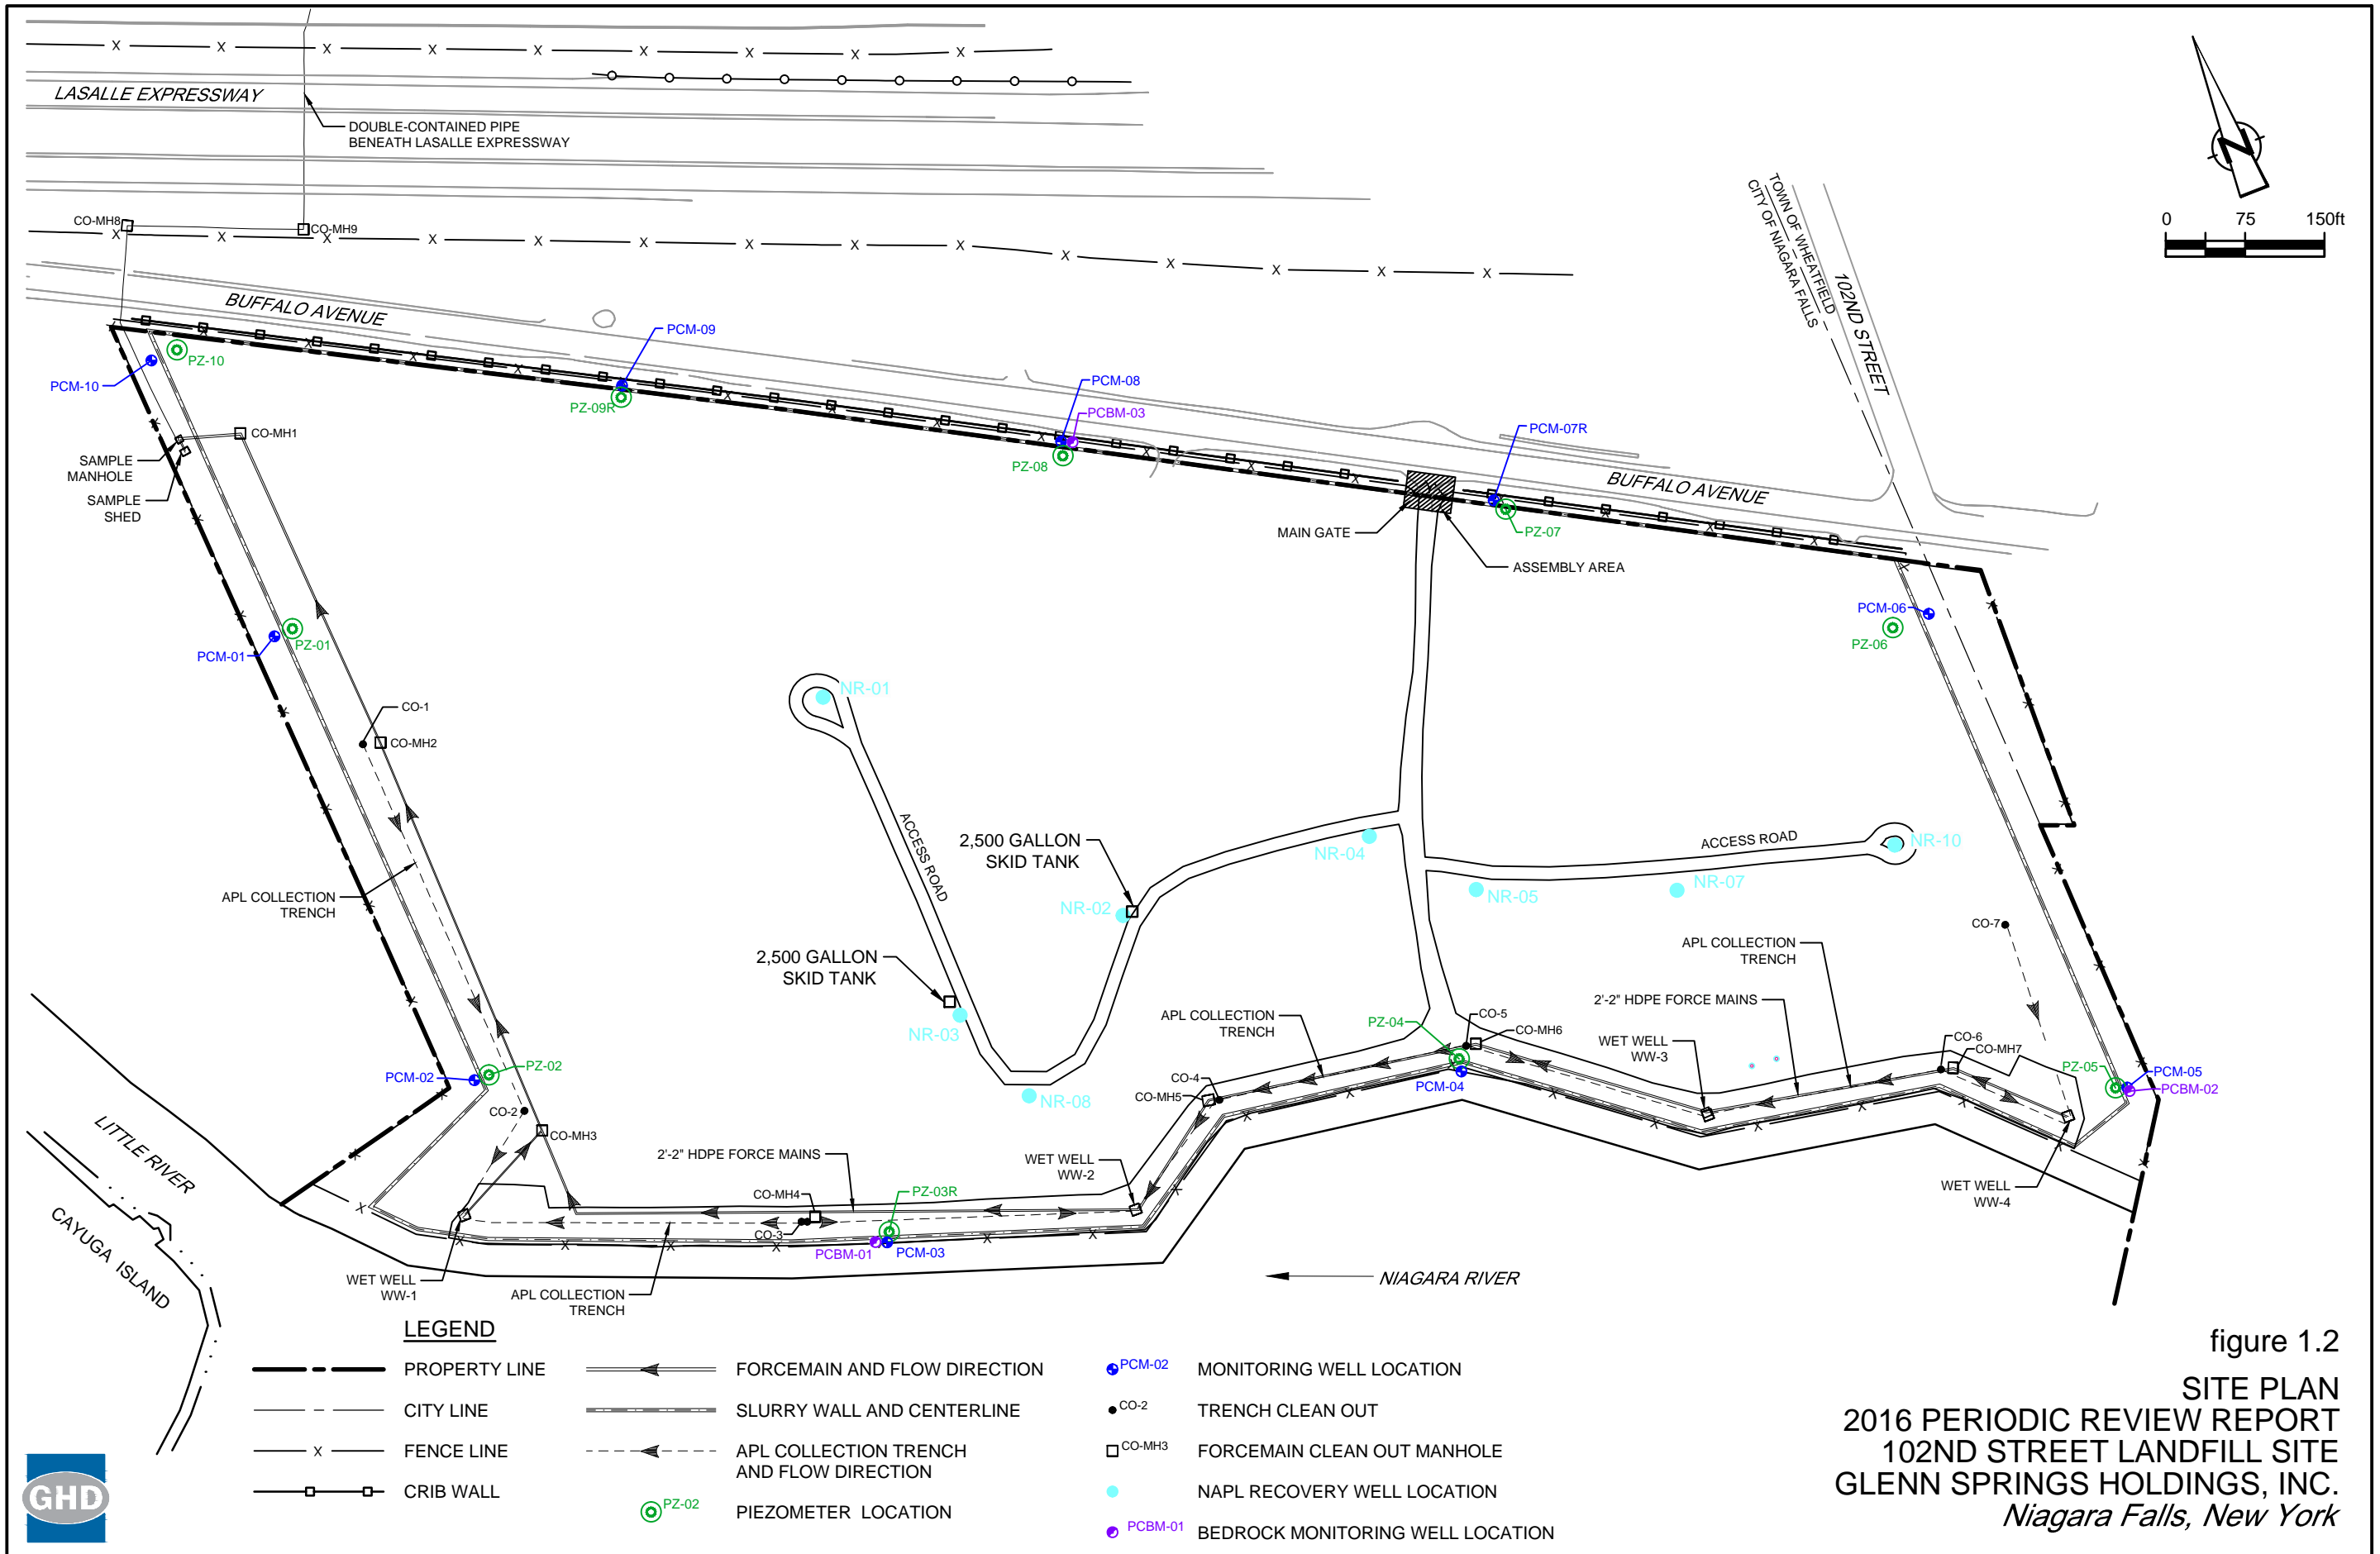 LASALLE EXPRESSWAY
DOUBLE-CONTAINED PIPE
BENEATH LASALLE EXPRESSWAY
CO-MH8
CO-MH9
N
0 75 150ft
TOWN OF WHEATFIELD
CITY OF NIAGARA FALLS
102ND STREET
BUFFALO AVENUE
PCM-09
PZ-10
PCM-10
PZ-09R
PCM-08
PCBM-03
PZ-08
PCM-07R
BUFFALO AVENUE
PZ-07
MAIN GATE
ASSEMBLY AREA
CO-MH1
SAMPLE
MANHOLE
SAMPLE
SHED
PCM-06
PZ-06
PZ-01
PCM-01
NR-01
CO-1
CO-MH2
ACCESS ROAD
2,500 GALLON
SKID TANK
NR-04
ACCESS ROAD
NR-10
NR-05
NR-07
NR-02
APL COLLECTION
TRENCH
CO-7
APL COLLECTION
TRENCH
2,500 GALLON
SKID TANK
2'-2" HDPE FORCE MAINS
NR-03
APL COLLECTION
TRENCH
PZ-04
CO-5
CO-MH6
WET WELL
WW-3
CO-6
CO-MH7
PZ-05
PCM-05
PCBM-02
PCM-02
PZ-02
CO-4
CO-MH5
PCM-04
NR-08
CO-2
CO-MH3
LITTLE RIVER
2'-2" HDPE FORCE MAINS
WET WELL
WW-2
CO-MH4
PZ-03R
WET WELL
WW-4
CAYUGA ISLAND
CO-3
PCBM-01
PCM-03
WET WELL
WW-1
APL COLLECTION
TRENCH
NIAGARA RIVER
LEGEND
PROPERTY LINE
CITY LINE
X FENCE LINE
CRIB WALL
FORCEMAIN AND FLOW DIRECTION
SLURRY WALL AND CENTERLINE
APL COLLECTION TRENCH
AND FLOW DIRECTION
PZ-02 PIEZOMETER LOCATION
PCM-02 MONITORING WELL LOCATION
CO-2 TRENCH CLEAN OUT
CO-MH3 FORCEMAIN CLEAN OUT MANHOLE
NAPL RECOVERY WELL LOCATION
PCBM-01 BEDROCK MONITORING WELL LOCATION
GHD
figure 1.2
SITE PLAN
2016 PERIODIC REVIEW REPORT
102ND STREET LANDFILL SITE
GLENN SPRINGS HOLDINGS, INC.
Niagara Falls, New York